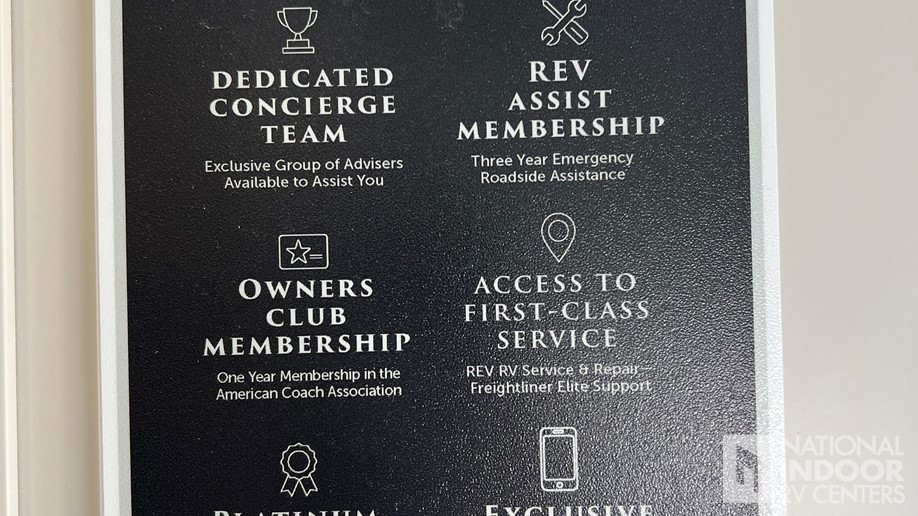 DEDICATED
CONCIERGE
TEAM
Exclusive Group of Advisers
Available to Assist You
REV
ASSIST
MEMBERSHIP
Three Year Emergency
Roadside Assistance
OWNERS
CLUB
MEMBERSHIP
One Year Membership in the
American Coach Association
ACCESS TO
FIRST-CLASS
SERVICE
REV RV Service & Repair—
Freightliner Elite Support
PLATINUM
EXCLUSIVE
NATIONAL
INDOOR
RV CENTERS